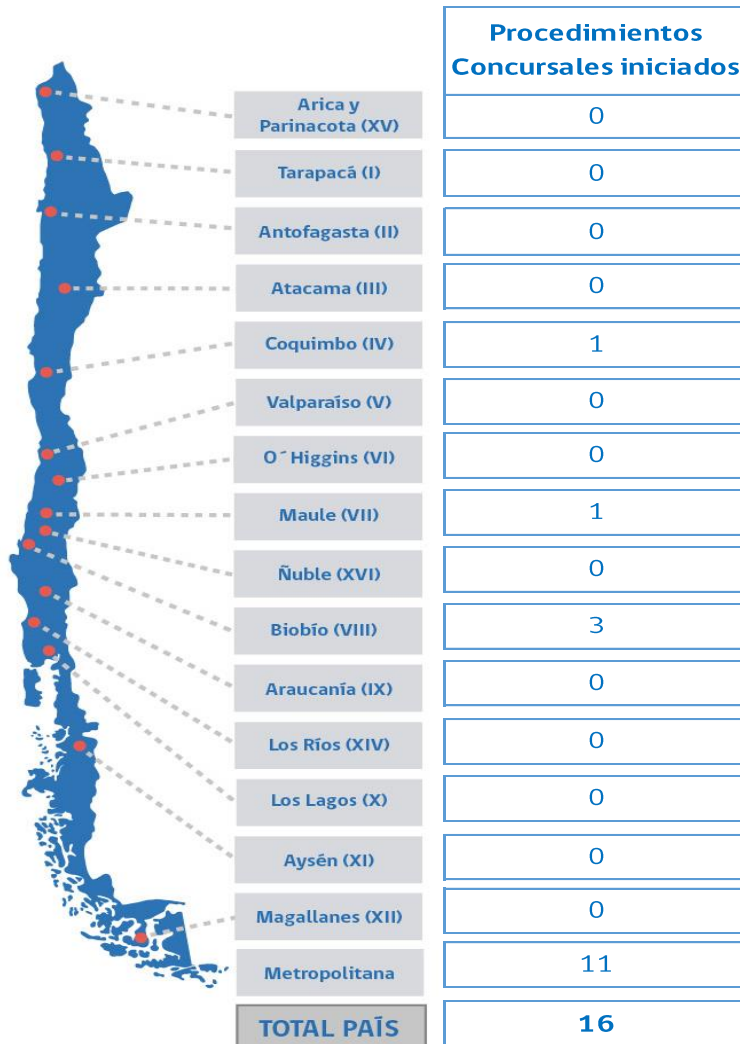 Procedimientos
Concursales iniciados
Arica y
Parinacota (XV)
0
Tarapacá (I)
0
Antofagasta (II)
0
Atacama (III)
0
Coquimbo (IV)
1
Valparaíso (V)
0
O´Higgins (VI)
0
Maule (VII)
1
Ñuble (XVI)
0
Biobío (VIII)
3
Araucanía (IX)
0
Los Ríos (XIV)
0
Los Lagos (X)
0
Aysén (XI)
0
Magallanes (XII)
0
Metropolitana
11
TOTAL PAÍS
16